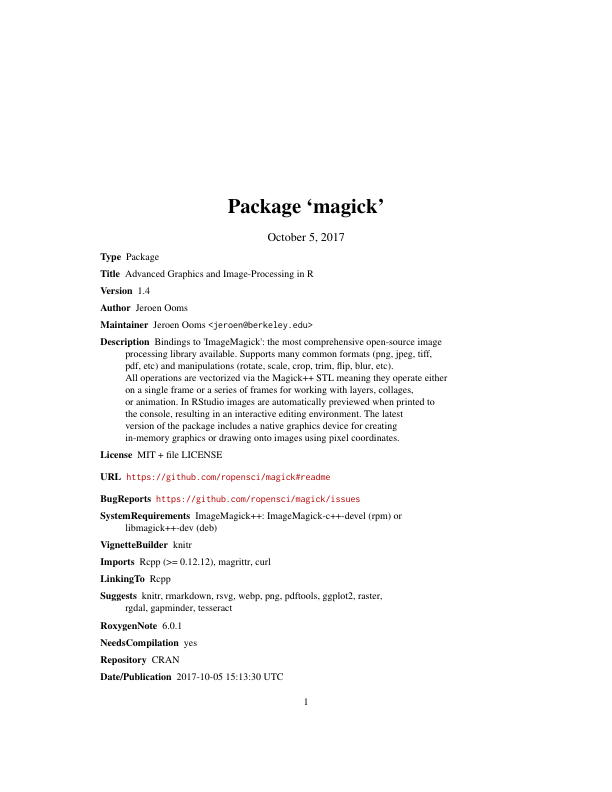 Package ‘magick’
October 5, 2017
Type Package
Title Advanced Graphics and Image-Processing in R
Version 1.4
Author Jeroen Ooms
Maintainer Jeroen Ooms <jeroen@berkeley.edu>
Description Bindings to 'ImageMagick': the most comprehensive open-source image
processing library available. Supports many common formats (png, jpeg, tiff,
pdf, etc) and manipulations (rotate, scale, crop, trim, flip, blur, etc).
All operations are vectorized via the Magick++ STL meaning they operate either
on a single frame or a series of frames for working with layers, collages,
or animation. In RStudio images are automatically previewed when printed to
the console, resulting in an interactive editing environment. The latest
version of the package includes a native graphics device for creating
in-memory graphics or drawing onto images using pixel coordinates.
License MIT + file LICENSE
URL https://github.com/ropensci/magick#readme
BugReports https://github.com/ropensci/magick/issues
SystemRequirements ImageMagick++: ImageMagick-c++-devel (rpm) or
libmagick++-dev (deb)
VignetteBuilder knitr
Imports Rcpp (>= 0.12.12), magrittr, curl
LinkingTo Rcpp
Suggests knitr, rmarkdown, rsvg, webp, png, pdftools, ggplot2, raster,
rgdal, gapminder, tesseract
RoxygenNote 6.0.1
NeedsCompilation yes
Repository CRAN
Date/Publication 2017-10-05 15:13:30 UTC
1